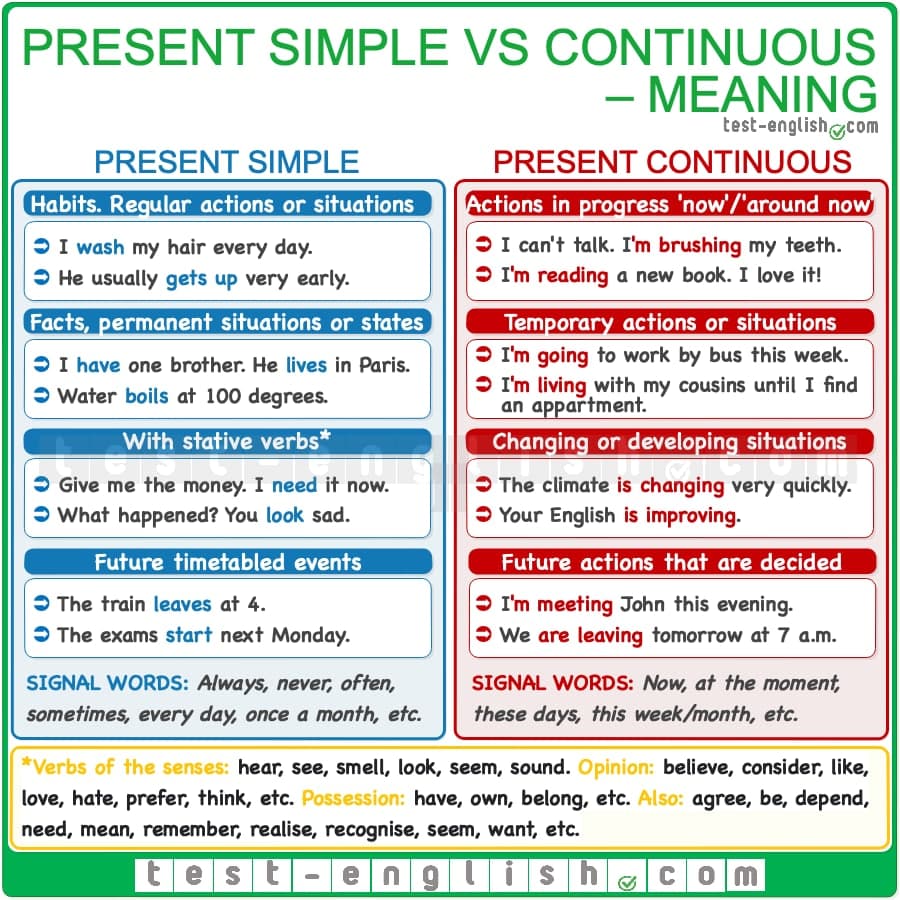 PRESENT SIMPLE VS CONTINUOUS
– MEANING
test-english.com
PRESENT SIMPLE
Habits. Regular actions or situations
I wash my hair every day.
He usually gets up very early.
Facts, permanent situations or states
I have one brother. He lives in Paris.
Water boils at 100 degrees.
With stative verbs*
Give me the money. I need it now.
What happened? You look sad.
Future timetabled events
The train leaves at 4.
The exams start next Monday.
SIGNAL WORDS: Always, never, often,
sometimes, every day, once a month, etc.
PRESENT CONTINUOUS
Actions in progress 'now'/'around now'
I can't talk. I'm brushing my teeth.
I'm reading a new book. I love it!
Temporary actions or situations
I'm going to work by bus this week.
I'm living with my cousins until I find
an appartment.
Changing or developing situations
The climate is changing very quickly.
Your English is improving.
Future actions that are decided
I'm meeting John this evening.
We are leaving tomorrow at 7 a.m.
SIGNAL WORDS: Now, at the moment,
these days, this week/month, etc.
test-english.com
*Verbs of the senses: hear, see, smell, look, seem, sound. Opinion: believe, consider, like,
love, hate, prefer, think, etc. Possession: have, own, belong, etc. Also: agree, be, depend,
need, mean, remember, realise, recognise, seem, want, etc.
test-english.com